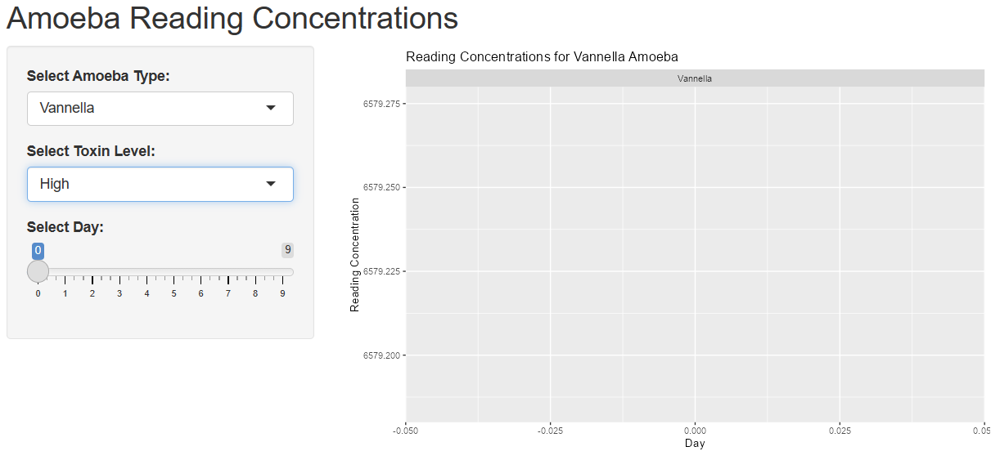 Amoeba Reading Concentrations
Select Amoeba Type:
Vannella
Select Toxin Level:
High
Select Day:
0 9
0 1 2 3 4 5 6 7 8 9
Reading Concentrations for Vannella Amoeba
Vannella
6579.275
6579.250
6579.225
6579.200
Reading Concentration
-0.050 -0.025 0.000 0.025 0.05
Day